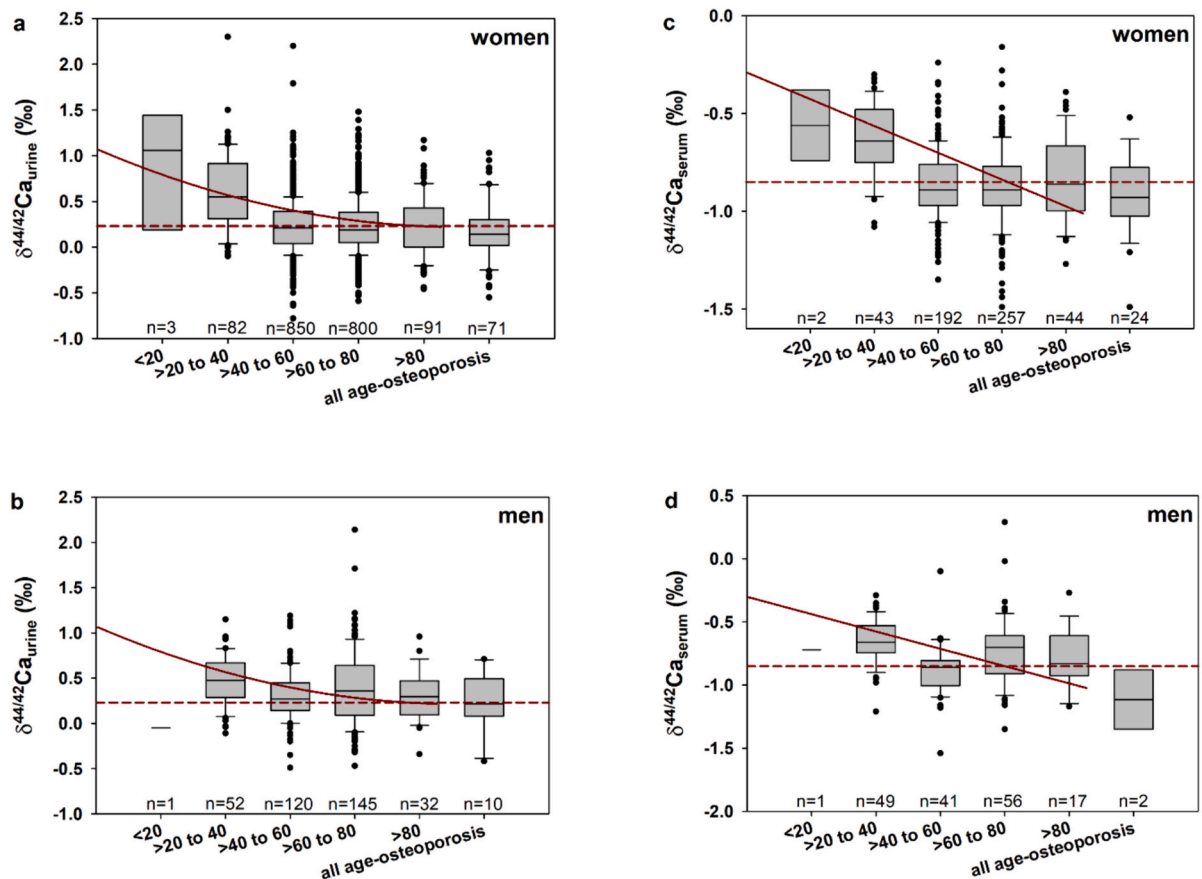 a
women
δ44/42Caurine (‰)
2.5
2.0
1.5
1.0
0.5
0.0
-0.5
-1.0
n=3 n=82 n=850 n=800 n=91 n=71
<20 >20 to 40 >40 to 60 >60 to 80 >80 all age-osteoporosis
c
women
δ44/42Caserum (‰)
0.0
-0.5
-1.0
-1.5
n=2 n=43 n=192 n=257 n=44 n=24
<20 >20 to 40 >40 to 60 >60 to 80 >80 all age-osteoporosis
b
men
δ44/42Caurine (‰)
2.5
2.0
1.5
1.0
0.5
0.0
-0.5
-1.0
n=1 n=52 n=120 n=145 n=32 n=10
<20 >20 to 40 >40 to 60 >60 to 80 >80 all age-osteoporosis
d
men
δ44/42Caserum (‰)
0.5
0.0
-0.5
-1.0
-1.5
-2.0
n=1 n=49 n=41 n=56 n=17 n=2
<20 >20 to 40 >40 to 60 >60 to 80 >80 all age-osteoporosis